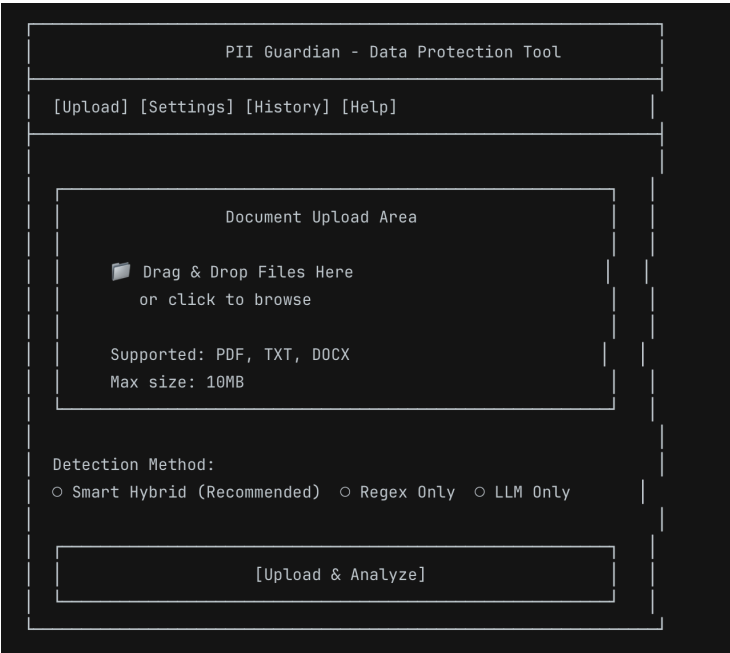 PII Guardian - Data Protection Tool
[Upload] [Settings] [History] [Help]
Document Upload Area
📁 Drag & Drop Files Here
or click to browse
Supported: PDF, TXT, DOCX
Max size: 10MB
Detection Method:
○ Smart Hybrid (Recommended) ○ Regex Only ○ LLM Only
[Upload & Analyze]